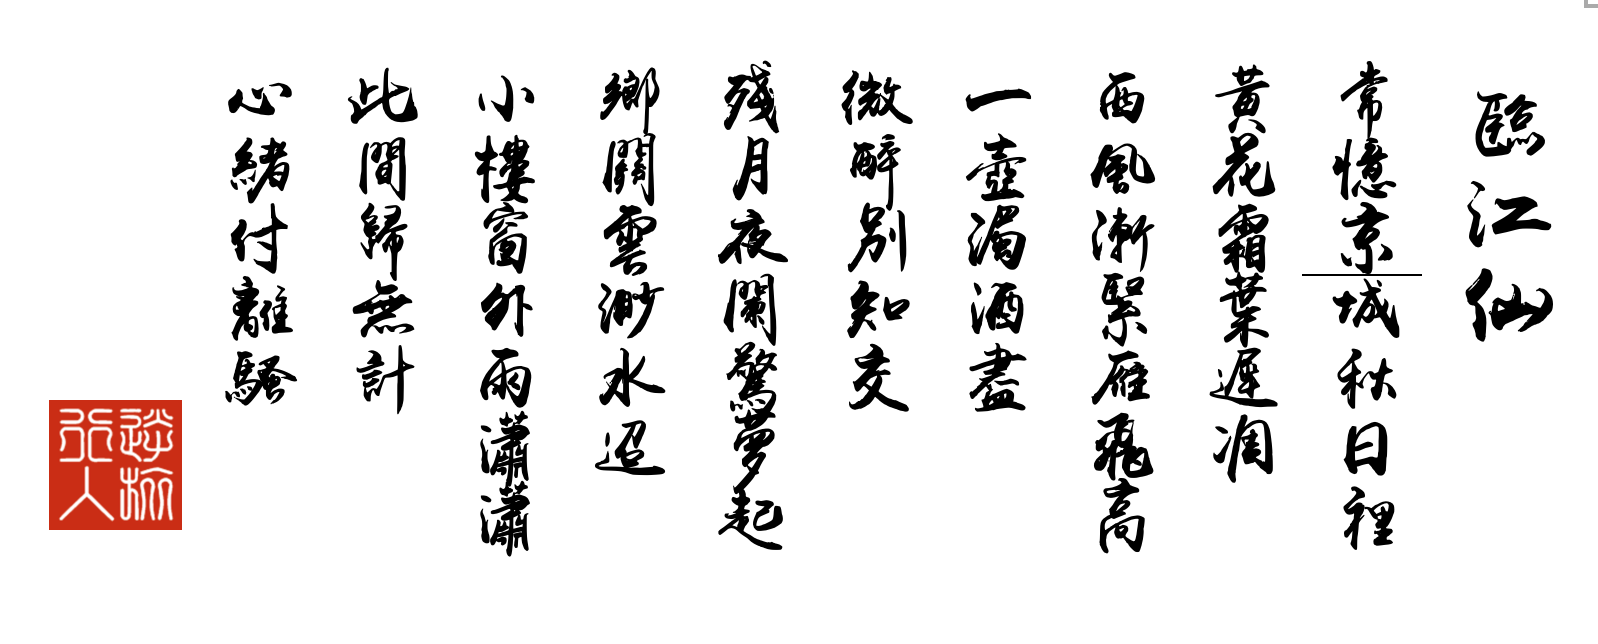 臨江仙
常憶京城秋日裡
黃花霜葉遲凋
西風漸緊雁飛高
一壺濁酒盡
微醉別知交
殘月夜闌驚夢起
鄉關雲渺水迢
小樓窗外雨瀟瀟
此間歸無計
心緒付離騷
行人